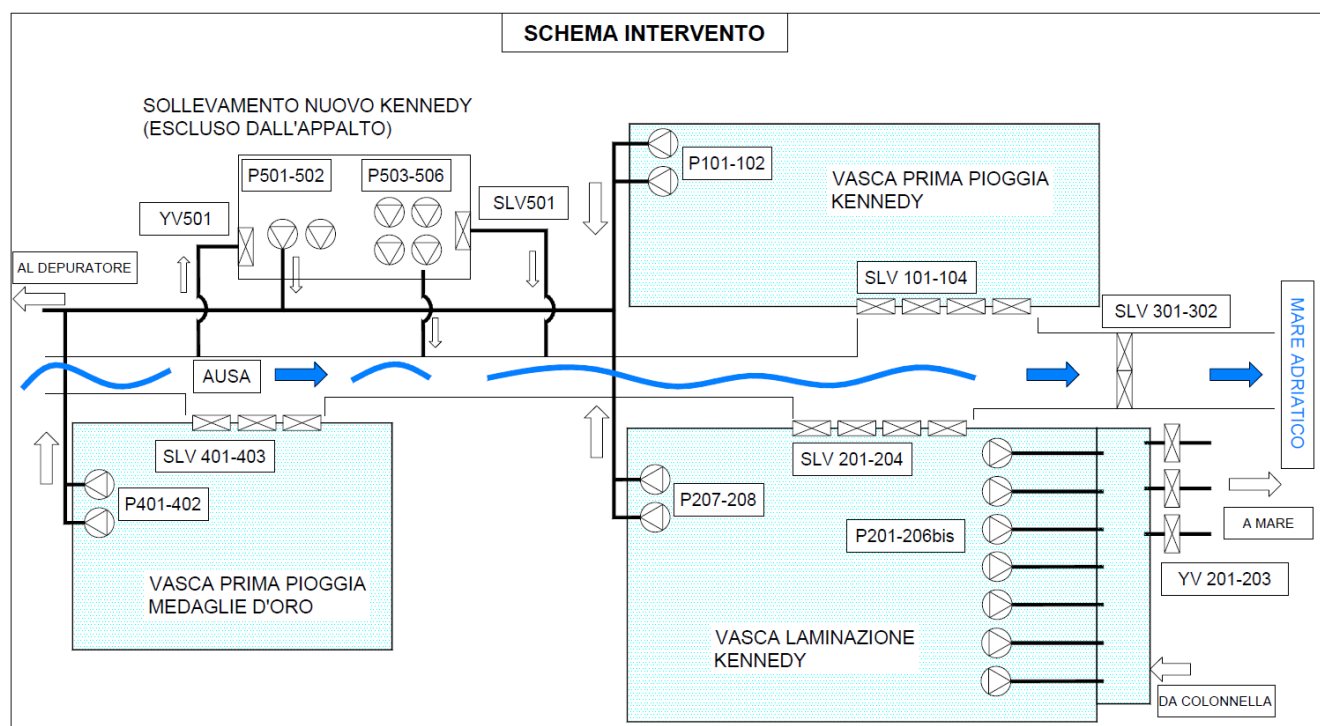 SCHEMA INTERVENTO
SOLLEVAMENTO NUOVO KENNEDY
(ESCLUSO DALL'APPALTO)
P501-502
P503-506
YV501
SLV501
P101-102
VASCA PRIMA PIOGGIA
KENNEDY
AL DEPURATORE
SLV 101-104
SLV 301-302
MARE ADRIATICO
AUSA
SLV 401-403
SLV 201-204
P401-402
P207-208
P201-206bis
A MARE
YV 201-203
VASCA PRIMA PIOGGIA
MEDAGLIE D'ORO
VASCA LAMINAZIONE
KENNEDY
DA COLONNELLA